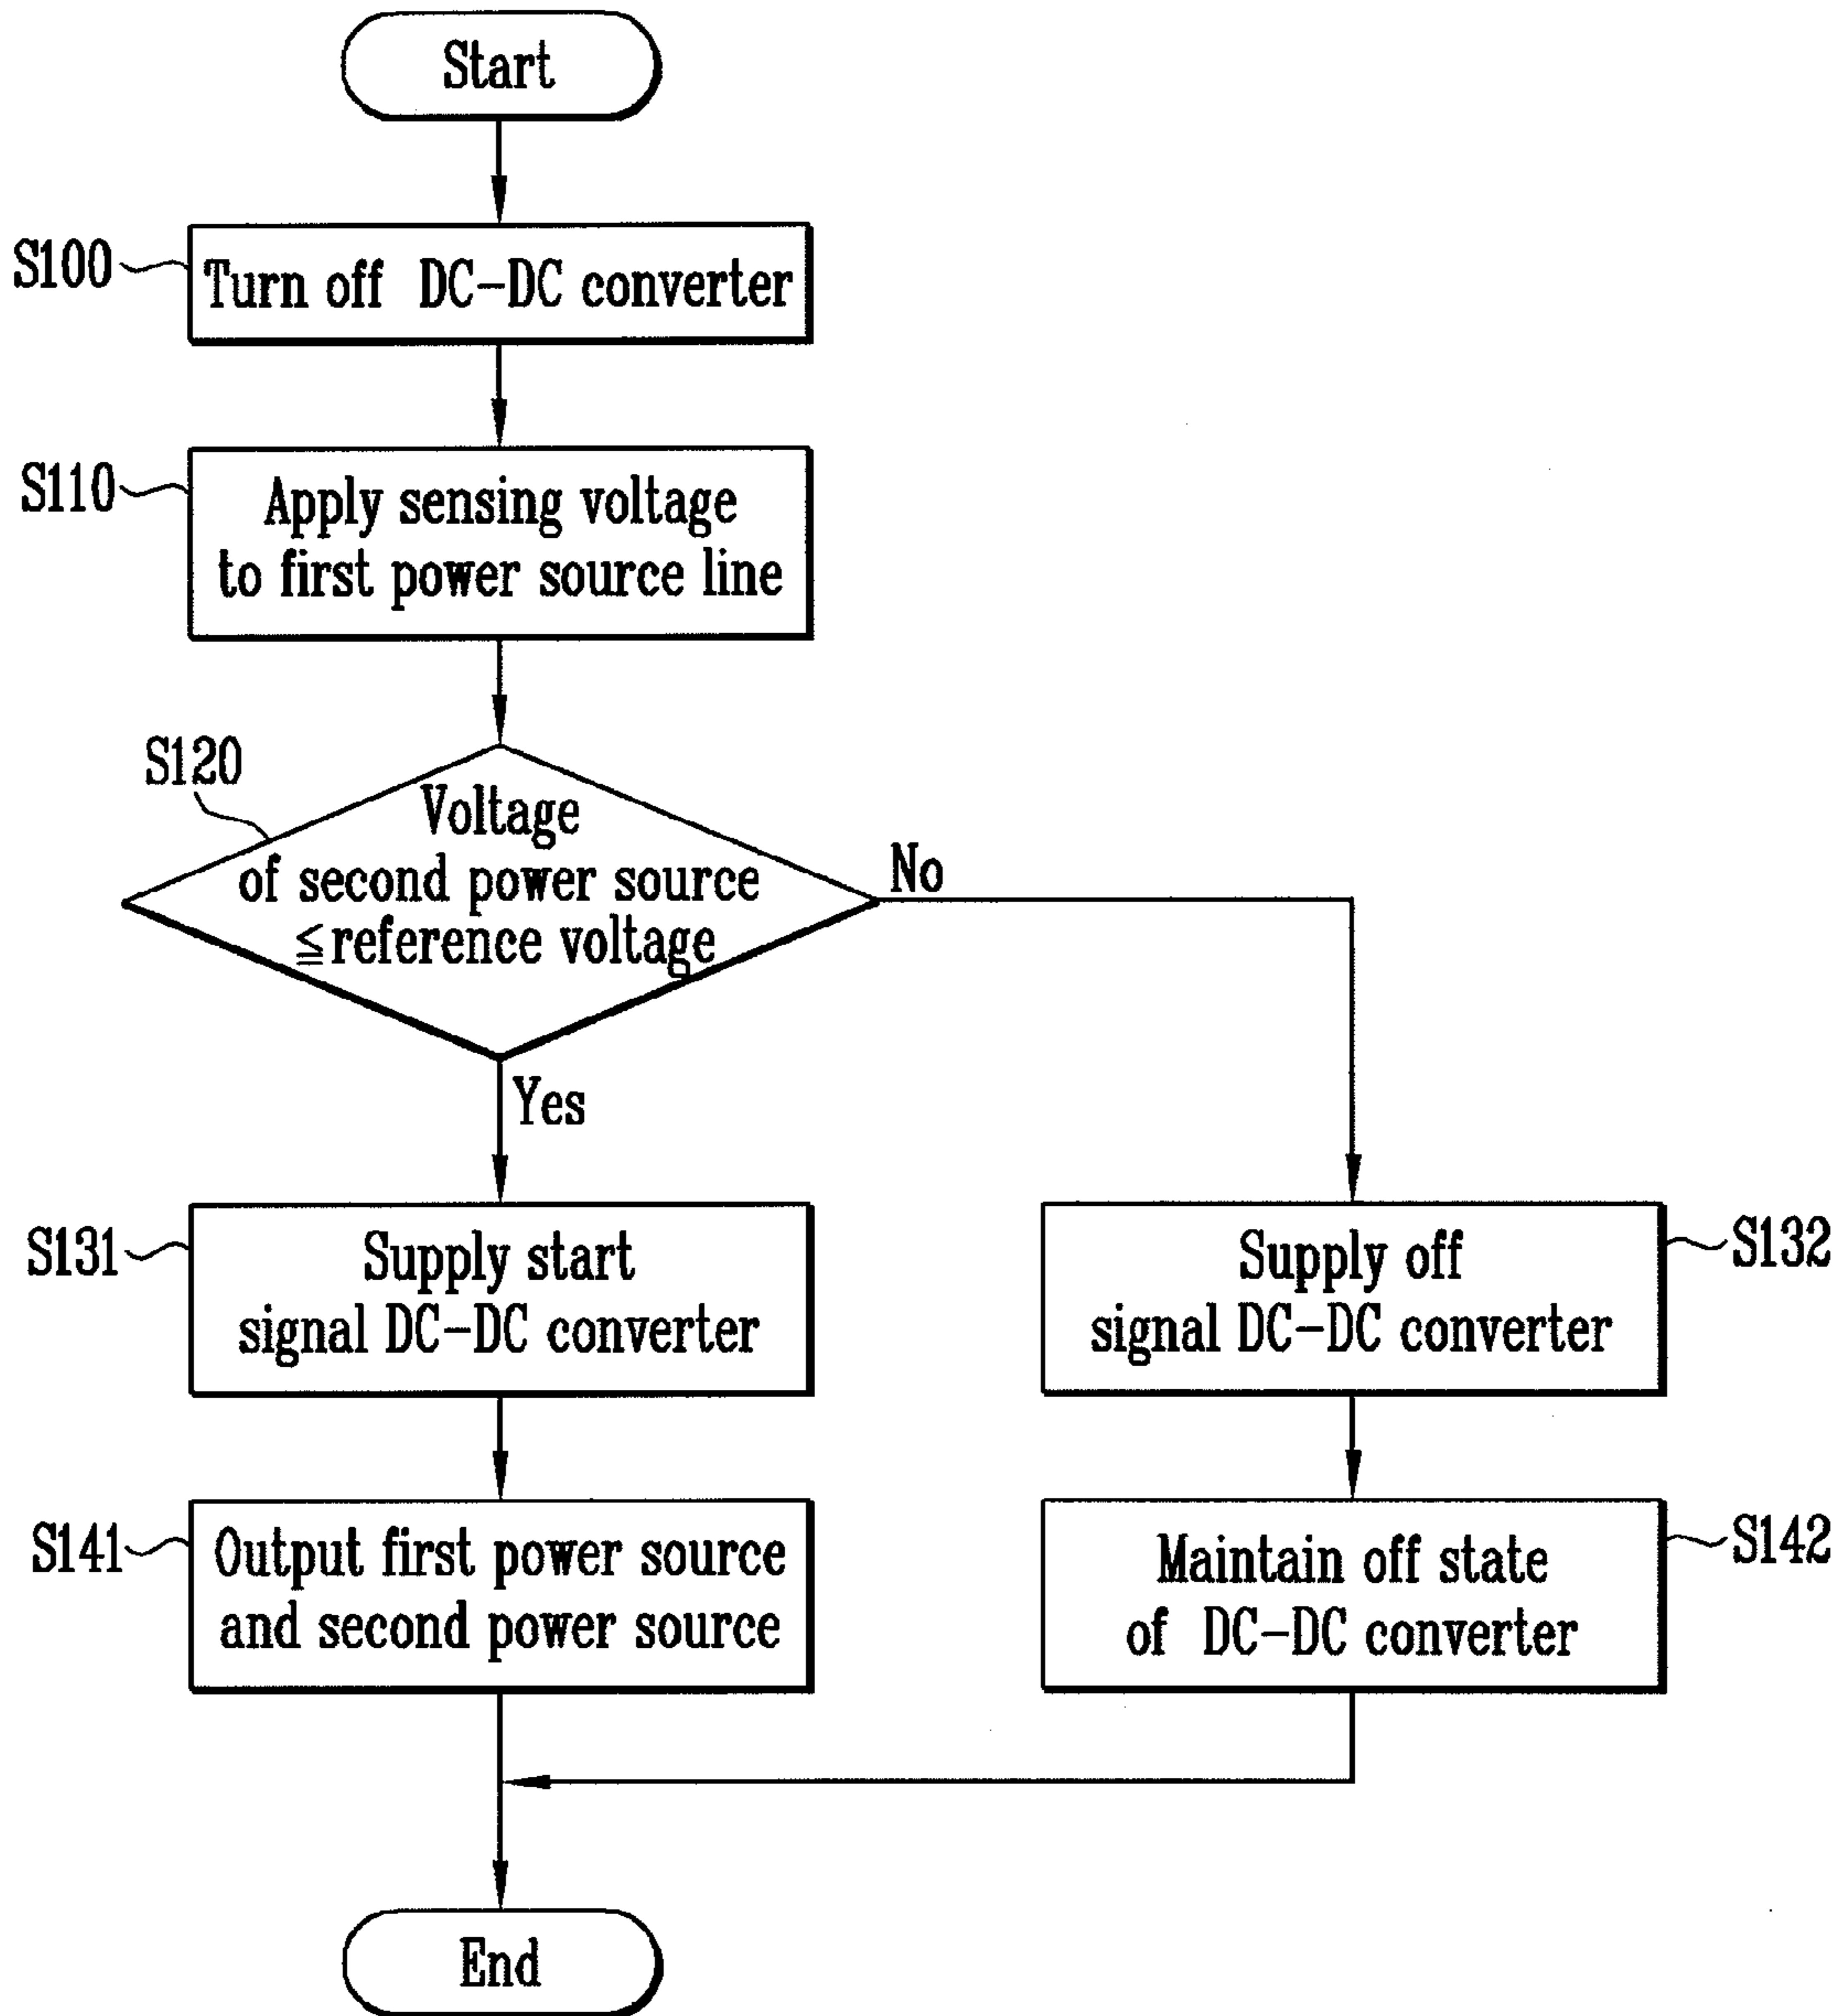 Start
S100
Turn off DC-DC converter
S110
Apply sensing voltage
to first power source line
S120
Voltage
of second power source
≦reference voltage
No
Yes
S131
Supply start
signal DC-DC converter
S132
Supply off
signal DC-DC converter
S141
Output first power source
and second power source
S142
Maintain off state
of DC-DC converter
End